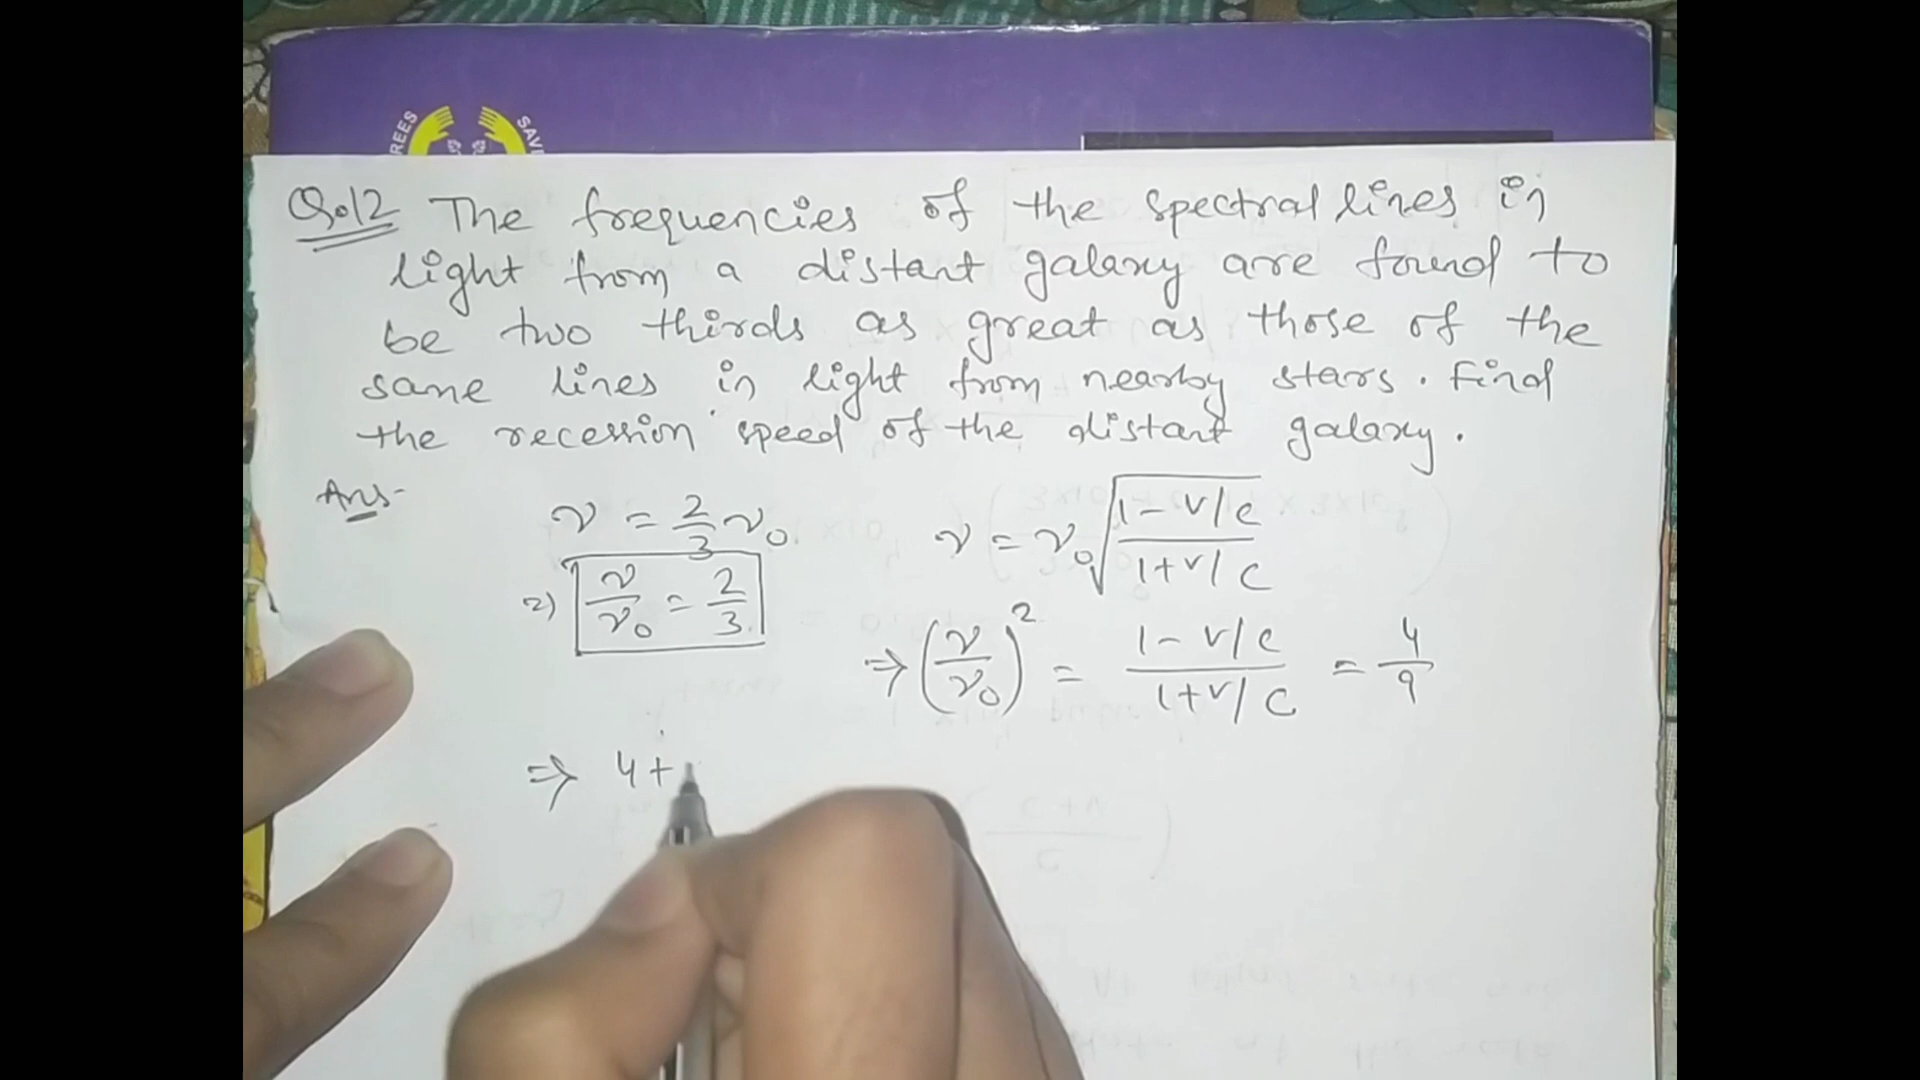 REES SAVE
Q.12 The frequencies of the spectral lines in
light from a distant galaxy are found to
be two thirds as great as those of the
same lines in light from nearby stars. Find
the recession speed of the distant galaxy.
Ans-
ν = 2/3 ν₀
ν = ν₀ √((1 - v/c)/(1 + v/c))
⇒ ν/ν₀ = 2/3
⇒ (ν/ν₀)² = (1 - v/c)/(1 + v/c) = 4/9
⇒ 4+